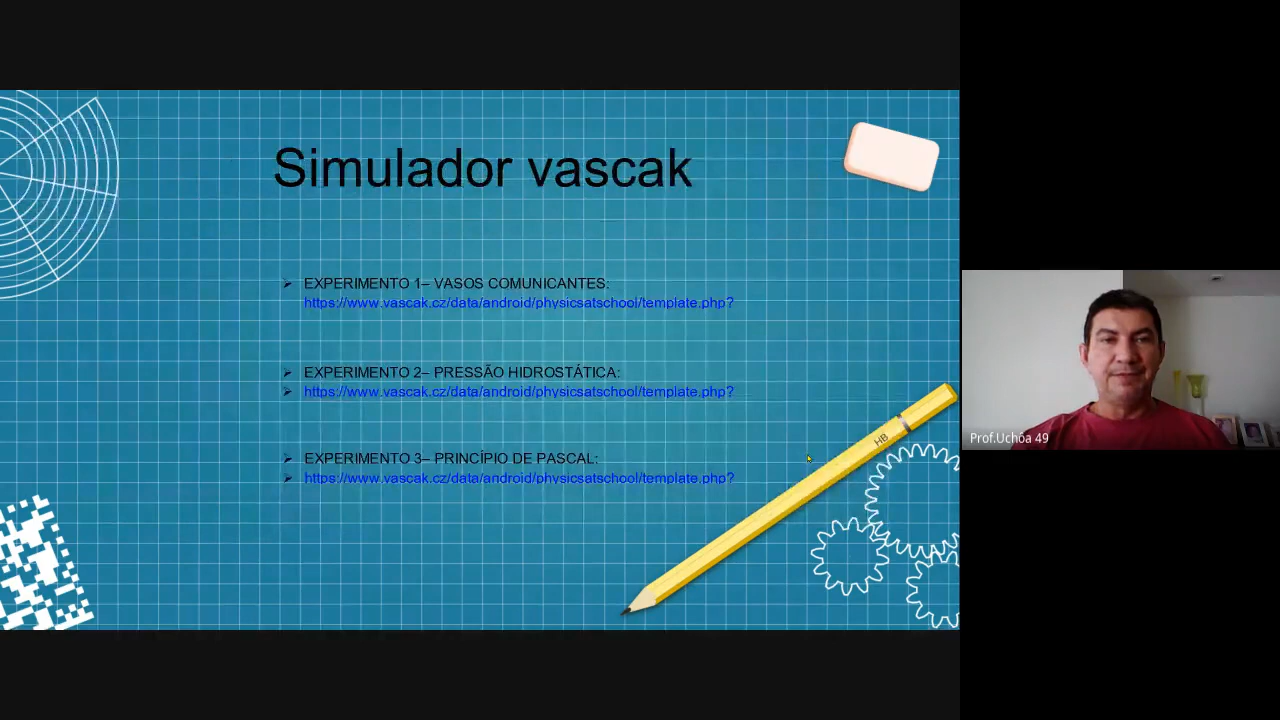 Simulador vascak
EXPERIMENTO 1– VASOS COMUNICANTES:
https://www.vascak.cz/data/android/physicsatschool/template.php?
EXPERIMENTO 2– PRESSÃO HIDROSTÁTICA:
https://www.vascak.cz/data/android/physicsatschool/template.php?
EXPERIMENTO 3– PRINCÍPIO DE PASCAL:
https://www.vascak.cz/data/android/physicsatschool/template.php?
HB
Prof.Uchôa 49